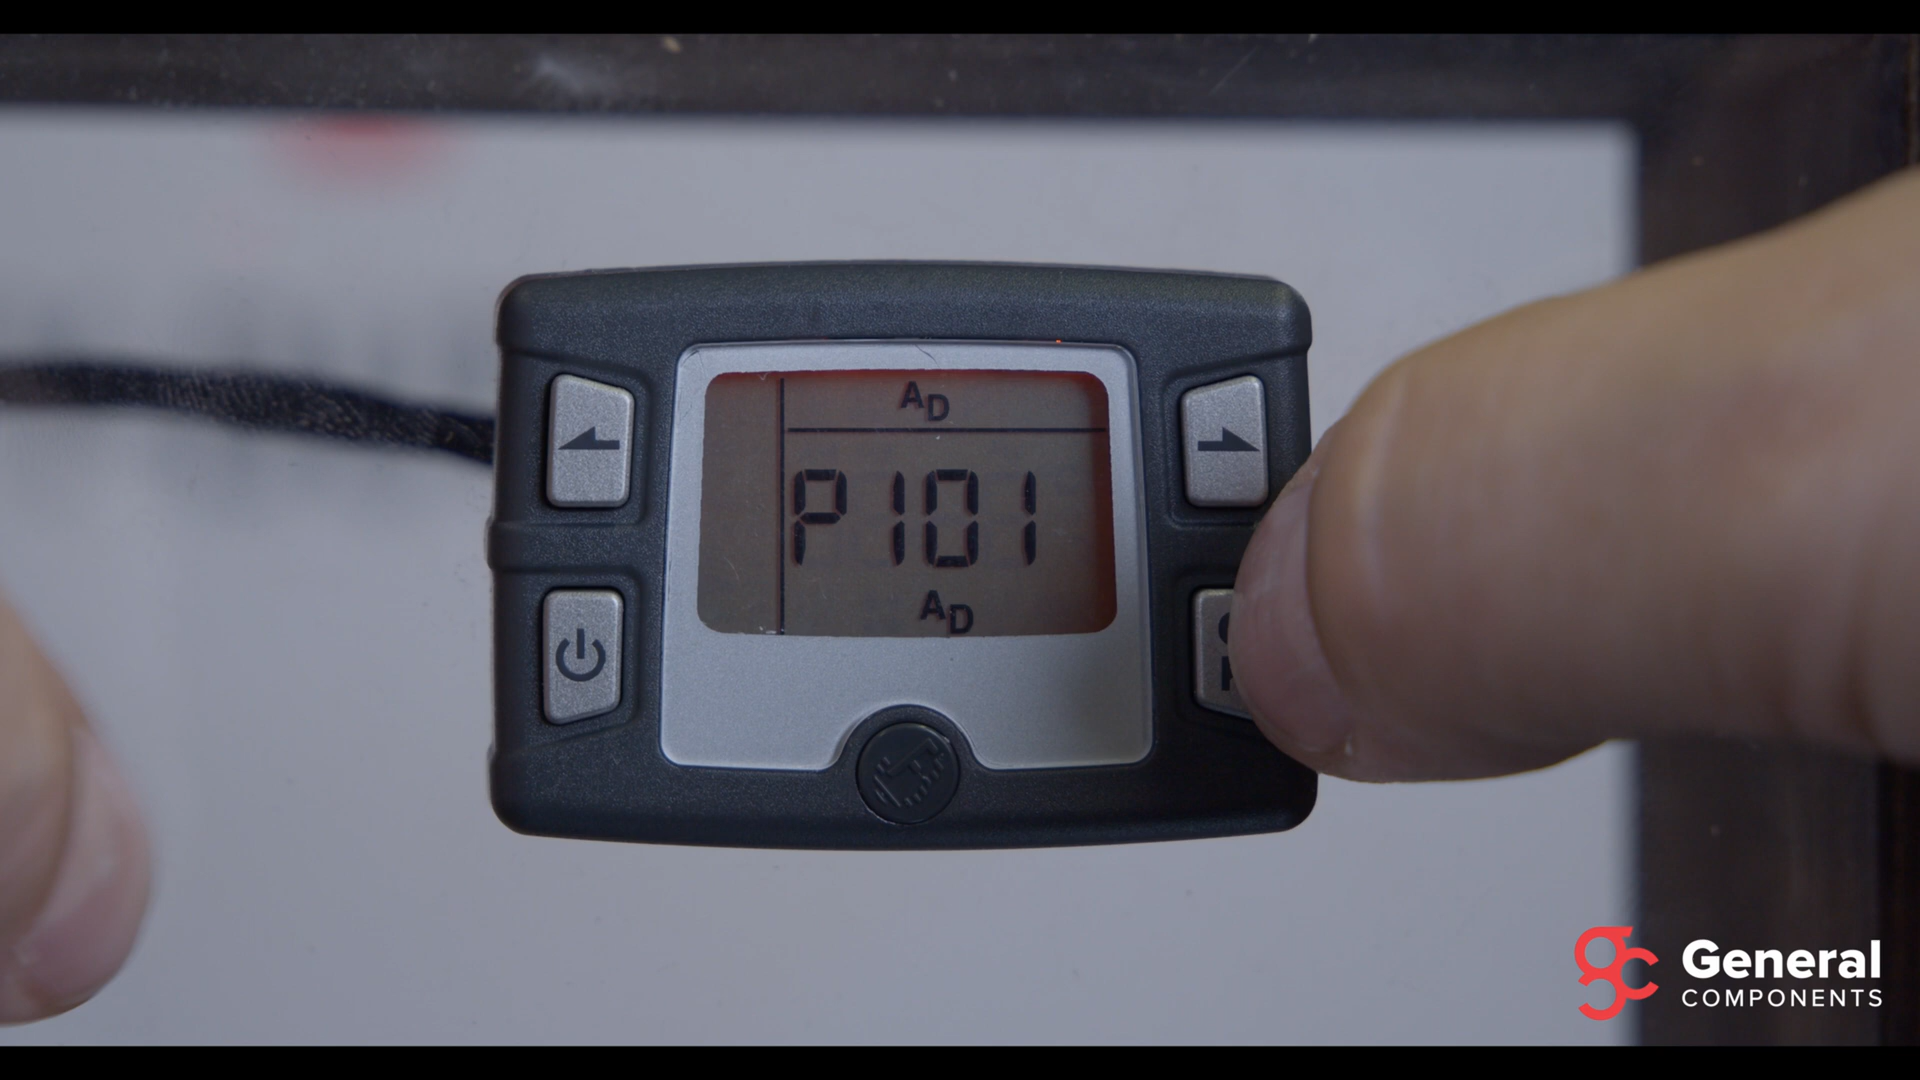 AD
P101
AD
General
COMPONENTS